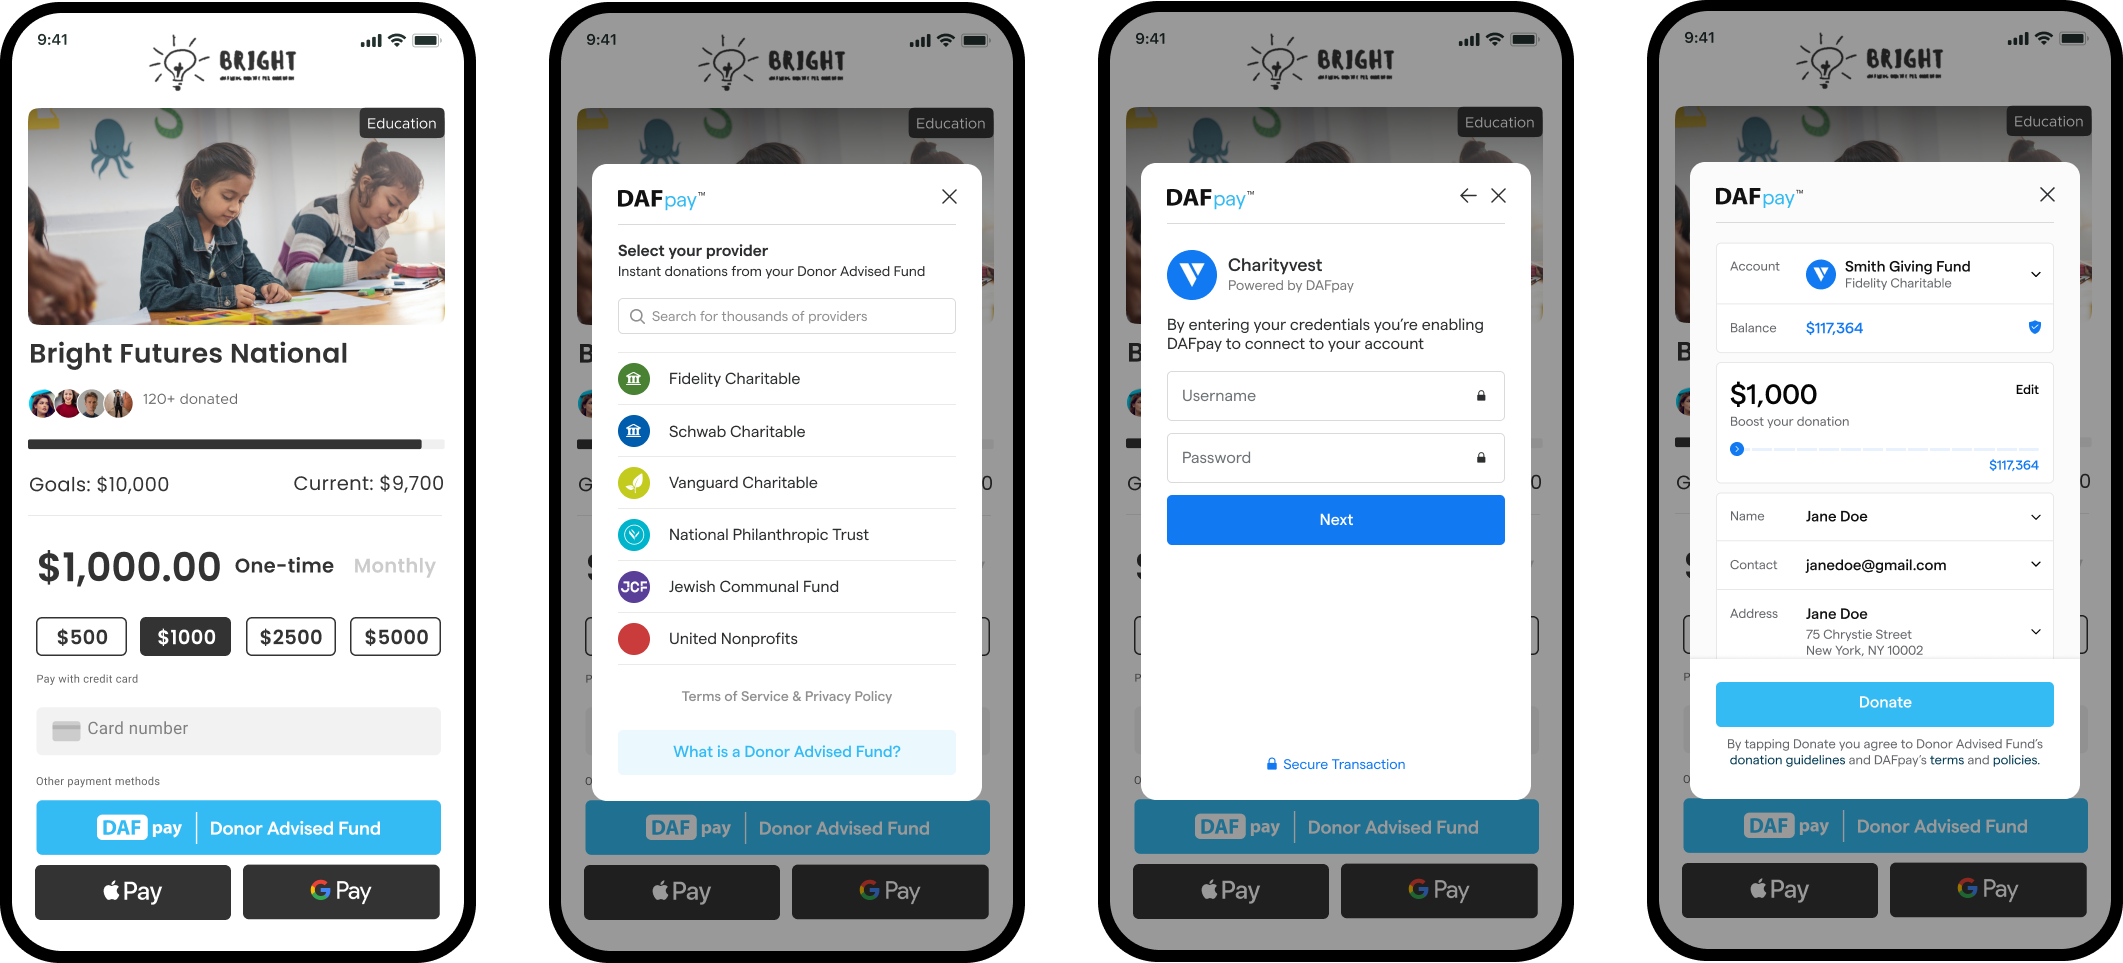 9:41
BRIGHT
Education
Bright Futures National
120+ donated
Goals: $10,000
Current: $9,700
$1,000.00
One-time
Monthly
$500
$1000
$2500
$5000
Pay with credit card
Card number
Other payment methods
DAF pay | Donor Advised Fund
Pay
G Pay
9:41
BRIGHT
Education
DAFpay™
Select your provider
Instant donations from your Donor Advised Fund
Search for thousands of providers
Fidelity Charitable
Schwab Charitable
Vanguard Charitable
National Philanthropic Trust
JCF
Jewish Communal Fund
United Nonprofits
Terms of Service & Privacy Policy
What is a Donor Advised Fund?
DAF pay | Donor Advised Fund
Pay
G Pay
9:41
BRIGHT
Education
DAFpay™
Charityvest
Powered by DAFpay
By entering your credentials you're enabling
DAFpay to connect to your account
Username
Password
Next
Secure Transaction
DAF pay | Donor Advised Fund
Pay
G Pay
9:41
BRIGHT
Education
DAFpay™
Account
Smith Giving Fund
Fidelity Charitable
Balance
$117,364
$1,000
Edit
Boost your donation
$117,364
Name
Jane Doe
Contact
janedoe@gmail.com
Address
Jane Doe
75 Chrystie Street
New York, NY 10002
Donate
By tapping Donate you agree to Donor Advised Fund's
donation guidelines and DAFpay's terms and policies.
DAF pay | Donor Advised Fund
Pay
G Pay